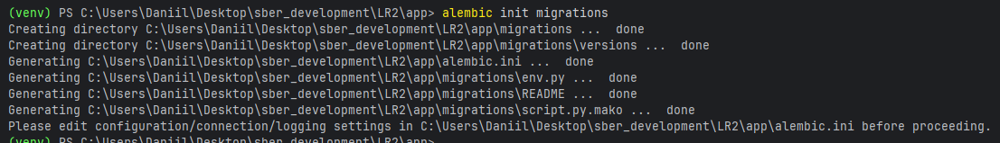 (venv) PS C:\Users\Daniil\Desktop\sber_development\LR2\app> alembic init migrations
Creating directory C:\Users\Daniil\Desktop\sber_development\LR2\app\migrations ...  done
Creating directory C:\Users\Daniil\Desktop\sber_development\LR2\app\migrations\versions ...  done
Generating C:\Users\Daniil\Desktop\sber_development\LR2\app\alembic.ini ...  done
Generating C:\Users\Daniil\Desktop\sber_development\LR2\app\migrations\env.py ...  done
Generating C:\Users\Daniil\Desktop\sber_development\LR2\app\migrations\README ...  done
Generating C:\Users\Daniil\Desktop\sber_development\LR2\app\migrations\script.py.mako ...  done
Please edit configuration/connection/logging settings in C:\Users\Daniil\Desktop\sber_development\LR2\app\alembic.ini before proceeding.
(venv) PS C:\Users\Daniil\Desktop\sber_development\LR2\app>